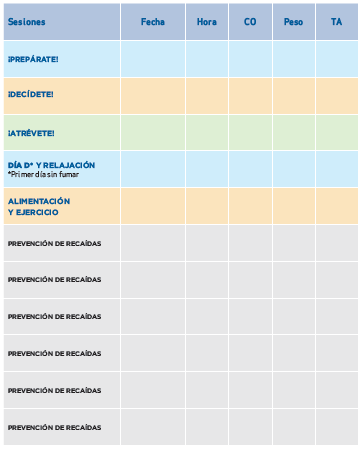 Sesiones Fecha Hora CO Peso TA
¡PREPÁRATE!
¡DECÍDETE!
¡ATRÉVETE!
DÍA D* Y RELAJACIÓN
*Primer día sin fumar
ALIMENTACIÓN
Y EJERCICIO
PREVENCIÓN DE RECAÍDAS
PREVENCIÓN DE RECAÍDAS
PREVENCIÓN DE RECAÍDAS
PREVENCIÓN DE RECAÍDAS
PREVENCIÓN DE RECAÍDAS
PREVENCIÓN DE RECAÍDAS